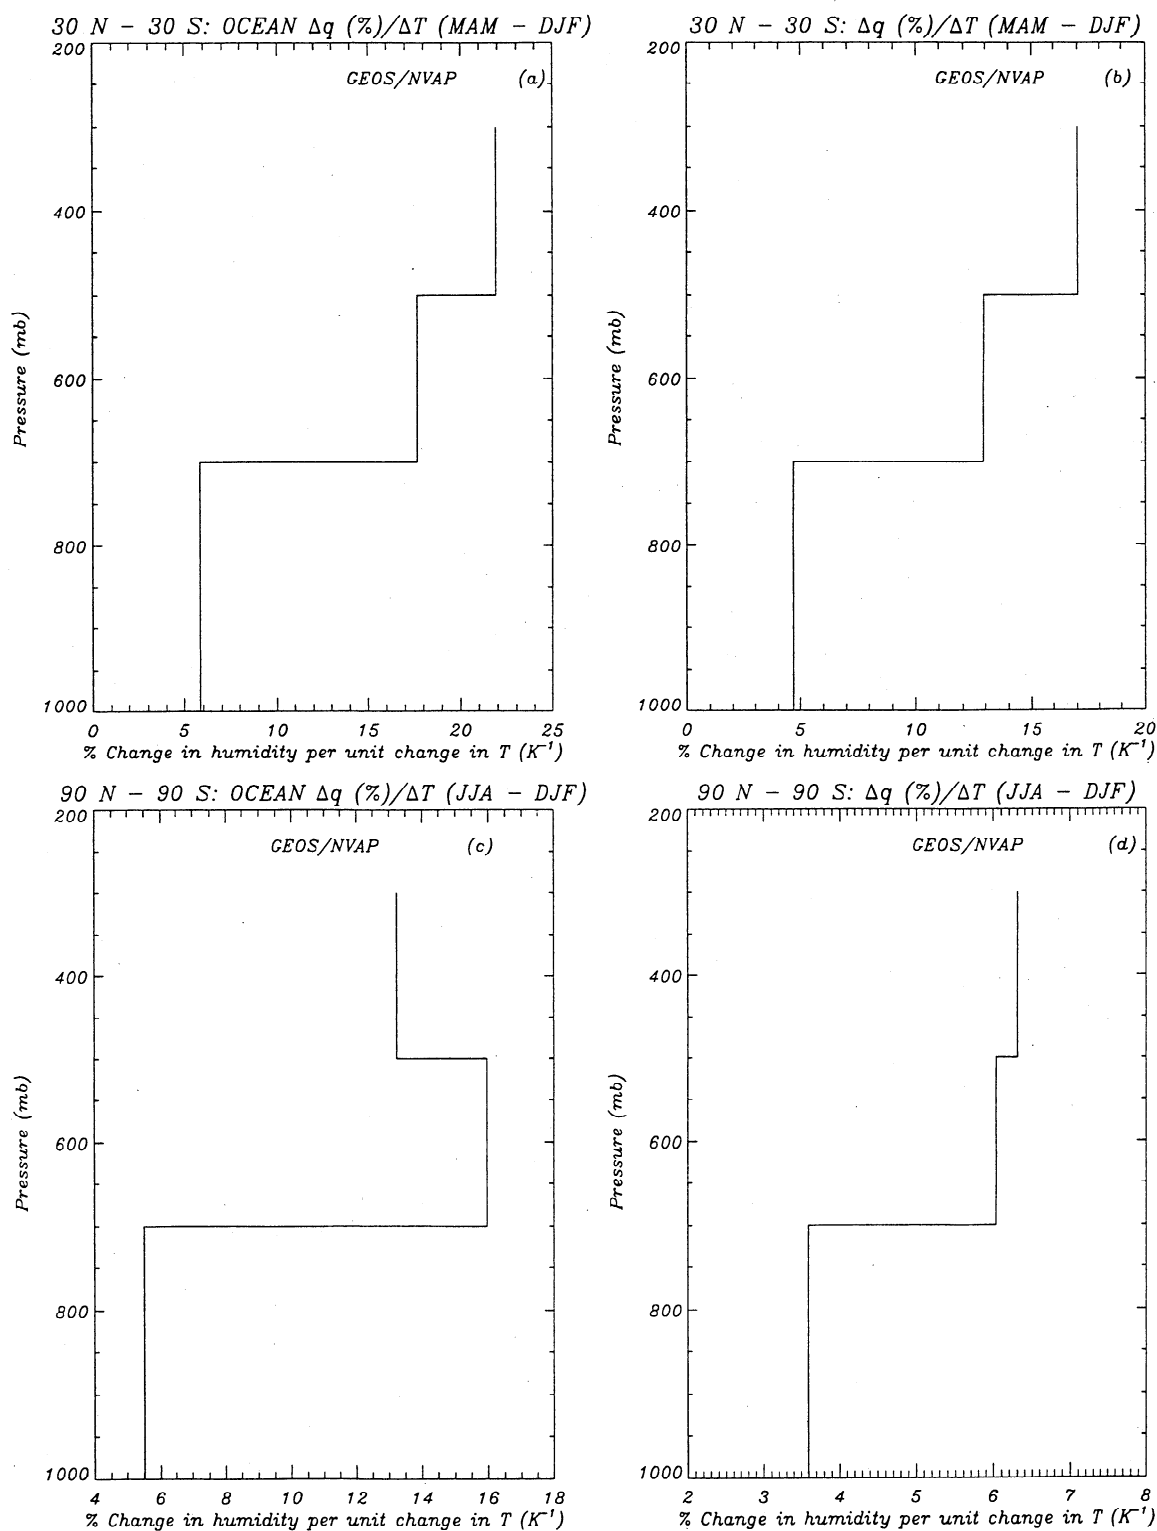 30 N - 30 S: OCEAN Δq (%)/ΔT (MAM - DJF)
GEOS/NVAP (a)
200
400
600
800
1000
Pressure (mb)
0 5 10 15 20 25
% Change in humidity per unit change in T (K⁻¹)
30 N - 30 S: Δq (%)/ΔT (MAM - DJF)
GEOS/NVAP (b)
200
400
600
800
1000
Pressure (mb)
0 5 10 15 20
% Change in humidity per unit change in T (K⁻¹)
90 N - 90 S: OCEAN Δq (%)/ΔT (JJA - DJF)
GEOS/NVAP (c)
200
400
600
800
1000
Pressure (mb)
4 6 8 10 12 14 16 18
% Change in humidity per unit change in T (K⁻¹)
90 N - 90 S: Δq (%)/ΔT (JJA - DJF)
GEOS/NVAP (d)
200
400
600
800
1000
Pressure (mb)
2 3 4 5 6 7 8
% Change in humidity per unit change in T (K⁻¹)